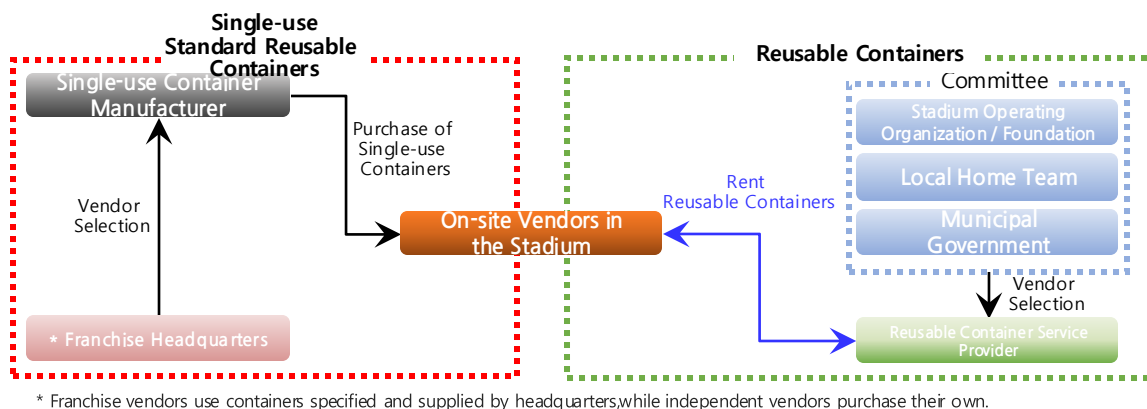 Single-use
Standard Reusable
Containers
Single-use Container
Manufacturer
Purchase of
Single-use
Containers
Vendor
Selection
* Franchise Headquarters
On-site Vendors in
the Stadium
Reusable Containers
Committee
Stadium Operating
Organization / Foundation
Local Home Team
Municipal
Government
Rent
Reusable Containers
Vendor
Selection
Reusable Container Service
Provider
* Franchise vendors use containers specified and supplied by headquarters,while independent vendors purchase their own.